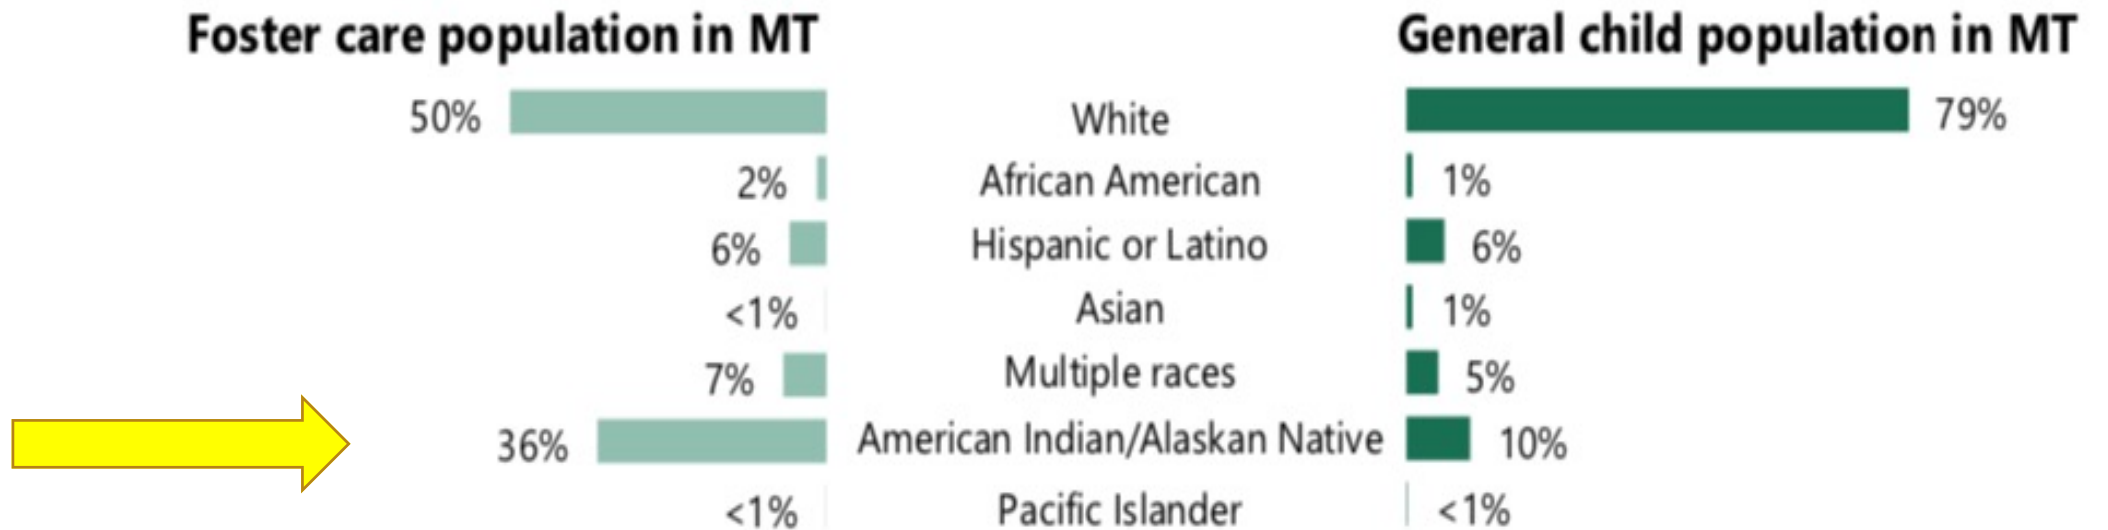 Foster care population in MT General child population in MT
50% White 79%
2% African American 1%
6% Hispanic or Latino 6%
<1% Asian 1%
7% Multiple races 5%
36% American Indian/Alaskan Native 10%
<1% Pacific Islander <1%